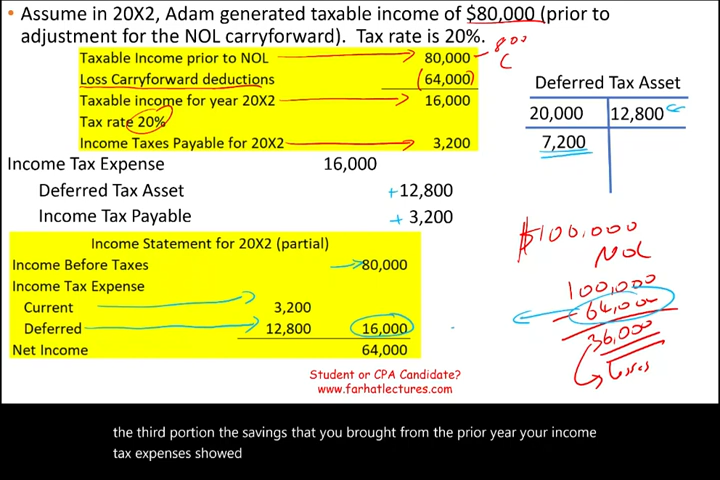 • Assume in 20X2, Adam generated taxable income of $80,000 (prior to
adjustment for the NOL carryforward). Tax rate is 20%.
Taxable Income prior to NOL 80,000
800
(
Loss Carryforward deductions (64,000)
Taxable income for year 20X2 16,000
Tax rate 20%
Income Taxes Payable for 20X2 3,200
Deferred Tax Asset
20,000 12,800
7,200
Income Tax Expense 16,000
Deferred Tax Asset +12,800
Income Tax Payable + 3,200
Income Statement for 20X2 (partial)
Income Before Taxes 80,000
Income Tax Expense
Current 3,200
Deferred 12,800 16,000
Net Income 64,000
$100,000
NOL
100,000
- 64,000
36,000
Losses
Student or CPA Candidate?
www.farhatlectures.com
the third portion the savings that you brought from the prior year your income
tax expenses showed